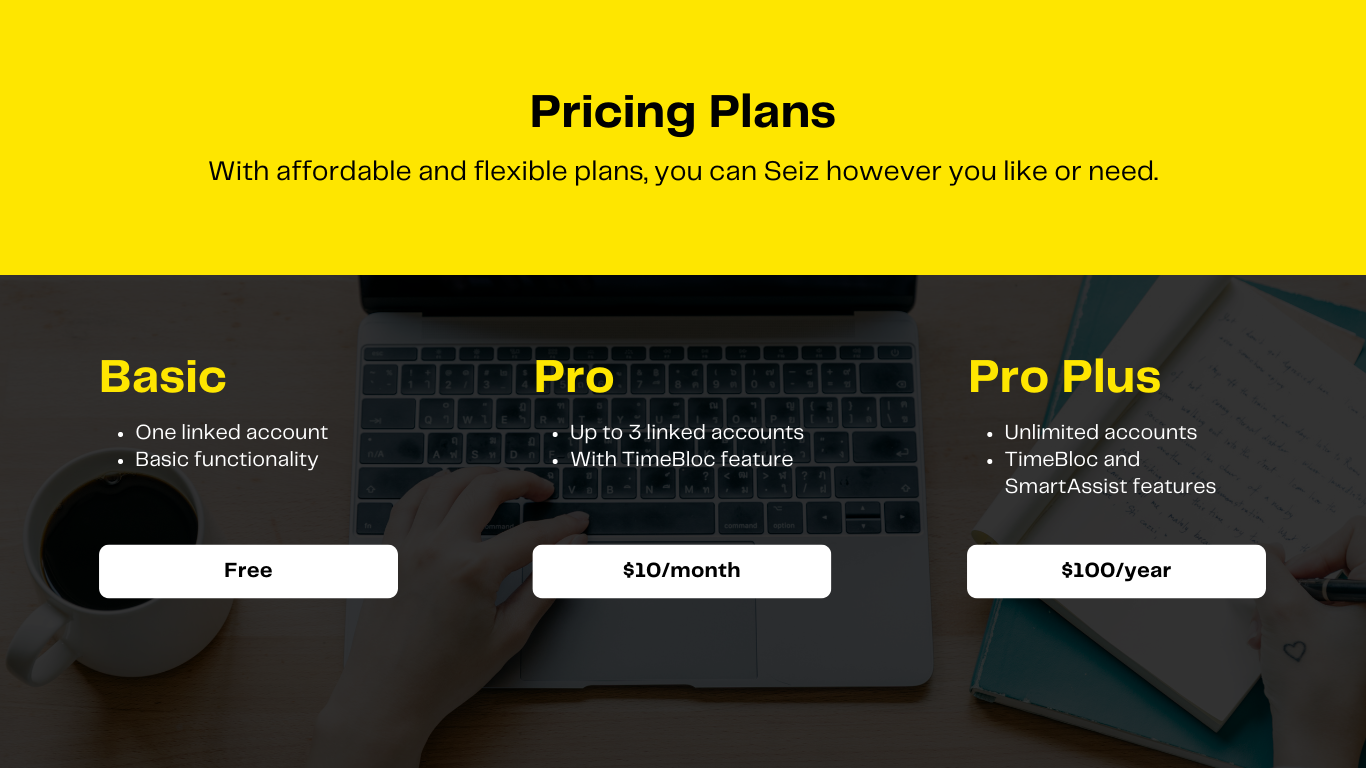 Pricing Plans
With affordable and flexible plans, you can Seiz however you like or need.
Basic
• One linked account
• Basic functionality
Free
Pro
• Up to 3 linked accounts
• With TimeBloc feature
$10/month
Pro Plus
• Unlimited accounts
• TimeBloc and
SmartAssist features
$100/year